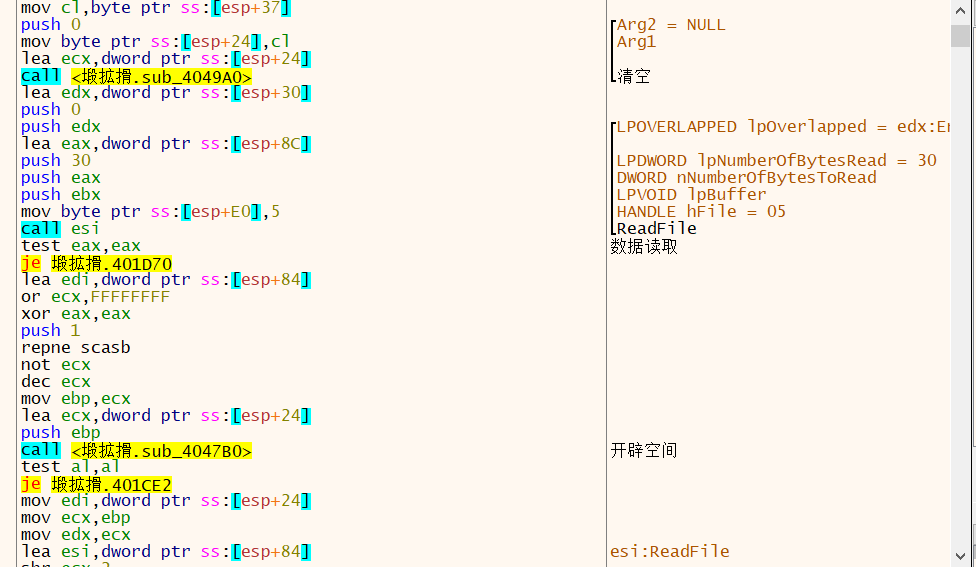 mov cl,byte ptr ss:[esp+37]
push 0 Arg2 = NULL
mov byte ptr ss:[esp+24],cl Arg1
lea ecx,dword ptr ss:[esp+24]
call <塅拡搰.sub_4049A0> 清空
lea edx,dword ptr ss:[esp+30]
push 0
push edx LPOVERLAPPED lpOverlapped = edx:En
lea eax,dword ptr ss:[esp+8C]
push 30 LPDWORD lpNumberOfBytesRead = 30
push eax DWORD nNumberOfBytesToRead
push ebx LPVOID lpBuffer
mov byte ptr ss:[esp+E0],5 HANDLE hFile = 05
call esi ReadFile
test eax,eax 数据读取
je 塅拡搰.401D70
lea edi,dword ptr ss:[esp+84]
or ecx,FFFFFFFF
xor eax,eax
push 1
repne scasb
not ecx
dec ecx
mov ebp,ecx
lea ecx,dword ptr ss:[esp+24]
push ebp
call <塅拡搰.sub_4047B0> 开辟空间
test al,al
je 塅拡搰.401CE2
mov edi,dword ptr ss:[esp+24]
mov ecx,ebp
mov edx,ecx
lea esi,dword ptr ss:[esp+84] esi:ReadFile
shr ecx,2